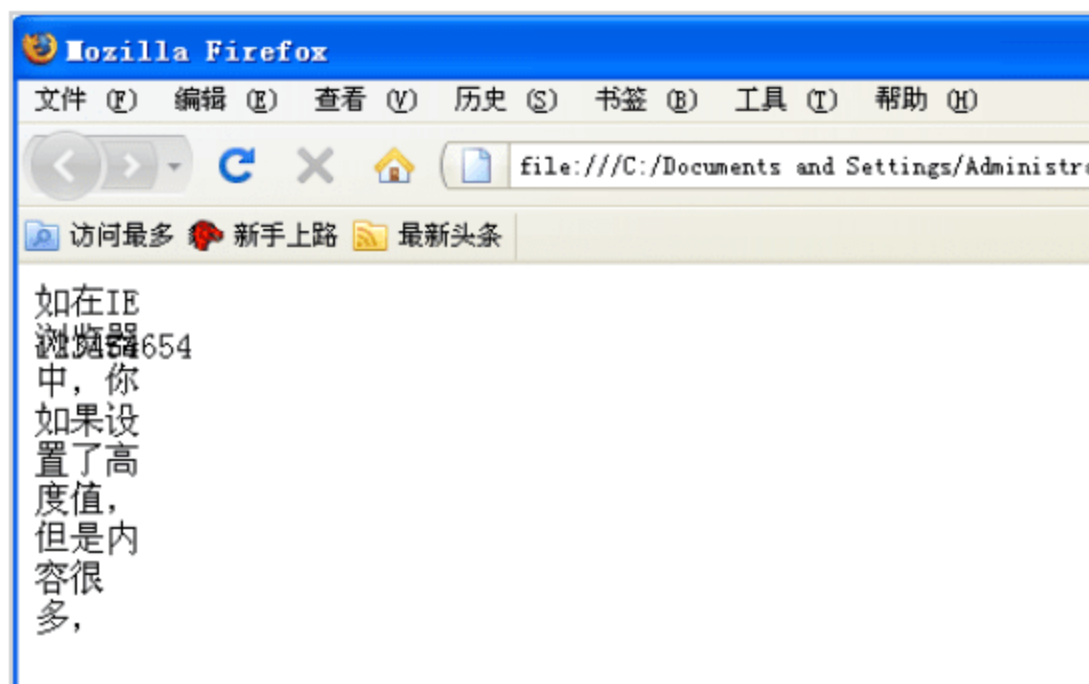 Mozilla Firefox
文件 (F) 编辑 (E) 查看 (V) 历史 (S) 书签 (B) 工具 (T) 帮助 (H)
file:///C:/Documents and Settings/Administra
访问最多 新手上路 最新头条
如在IE
浏览器
中，你
如果设
置了高
度值，
但是内
容很
多，